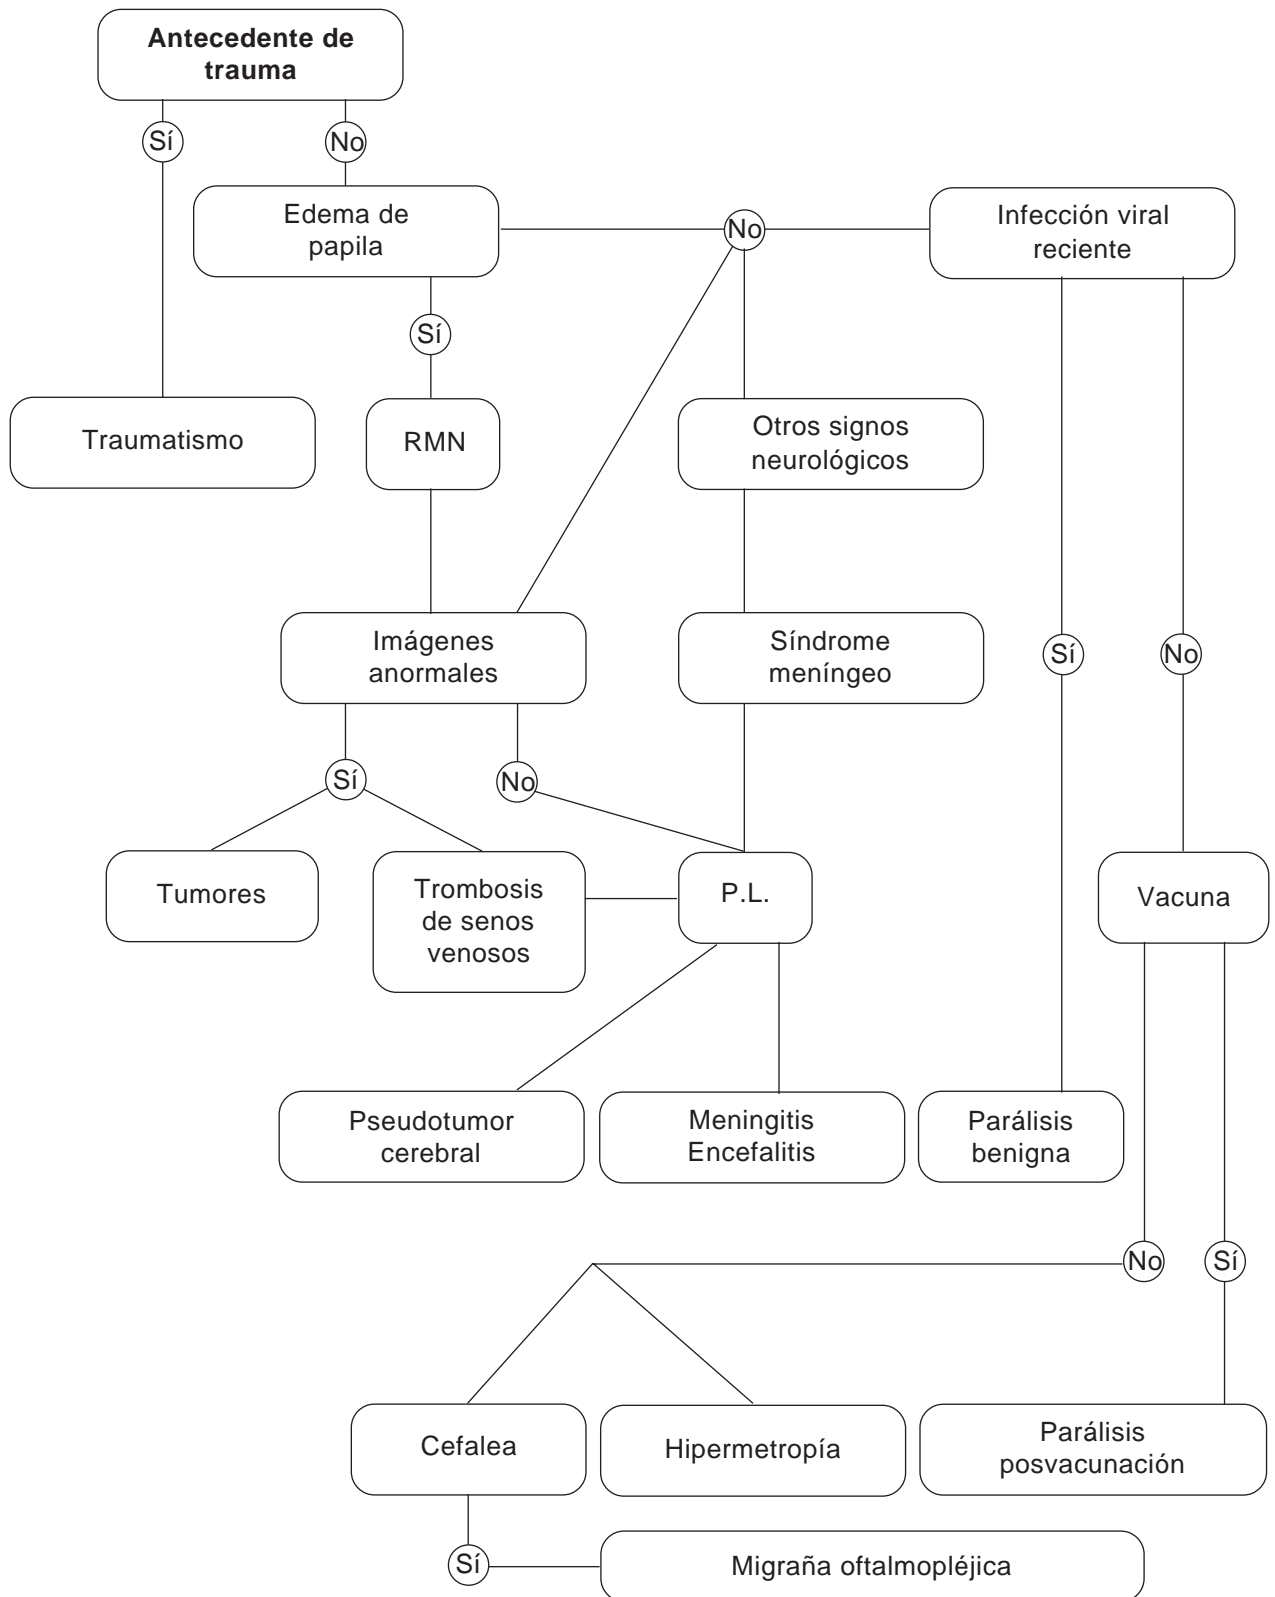 Antecedente de
trauma
Sí
No
Edema de
papila
No
Infección viral
reciente
Sí
Traumatismo
RMN
Otros signos
neurológicos
Imágenes
anormales
Síndrome
meníngeo
Sí
No
Sí
No
Tumores
Trombosis
de senos
venosos
P.L.
Vacuna
Pseudotumor
cerebral
Meningitis
Encefalitis
Parálisis
benigna
No
Sí
Cefalea
Hipermetropía
Parálisis
posvacunación
Sí
Migraña oftalmopléjica